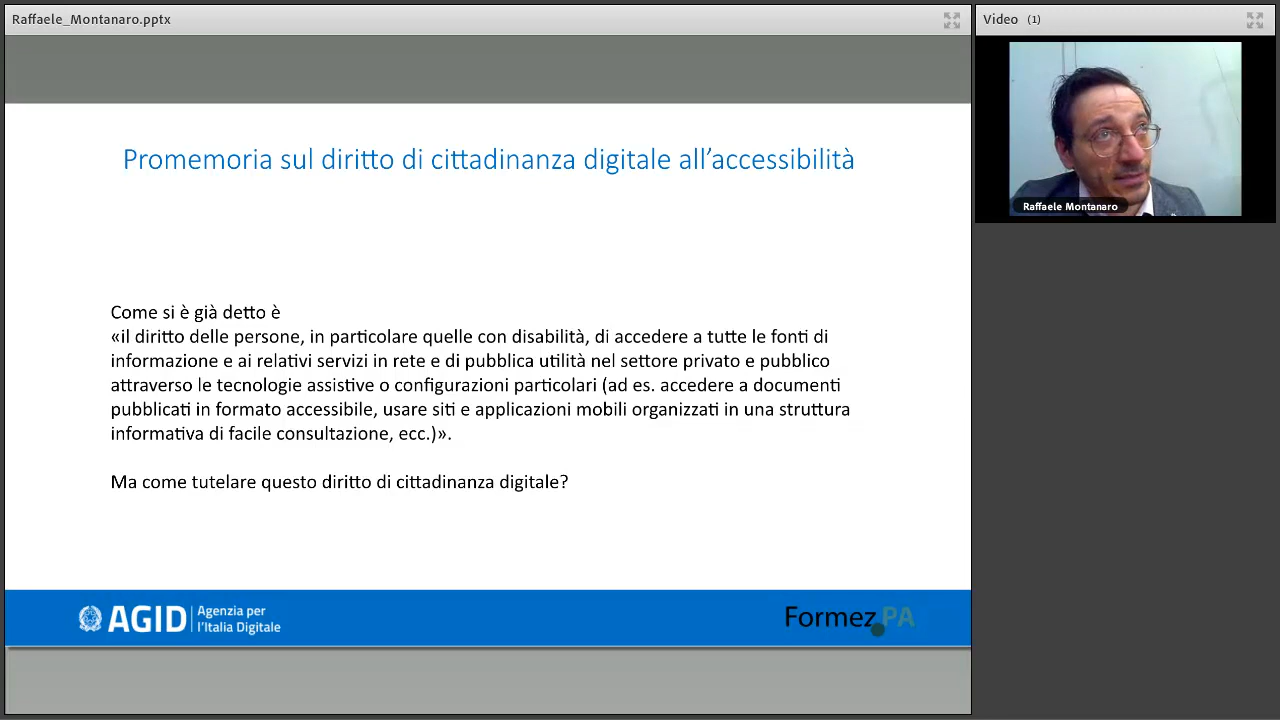 Raffaele_Montanaro.pptx
Video (1)
Raffaele Montanaro
Promemoria sul diritto di cittadinanza digitale all’accessibilità
Come si è già detto è
«il diritto delle persone, in particolare quelle con disabilità, di accedere a tutte le fonti di
informazione e ai relativi servizi in rete e di pubblica utilità nel settore privato e pubblico
attraverso le tecnologie assistive o configurazioni particolari (ad es. accedere a documenti
pubblicati in formato accessibile, usare siti e applicazioni mobili organizzati in una struttura
informativa di facile consultazione, ecc.)».
Ma come tutelare questo diritto di cittadinanza digitale?
AGID
Agenzia per
l’Italia Digitale
Formez PA